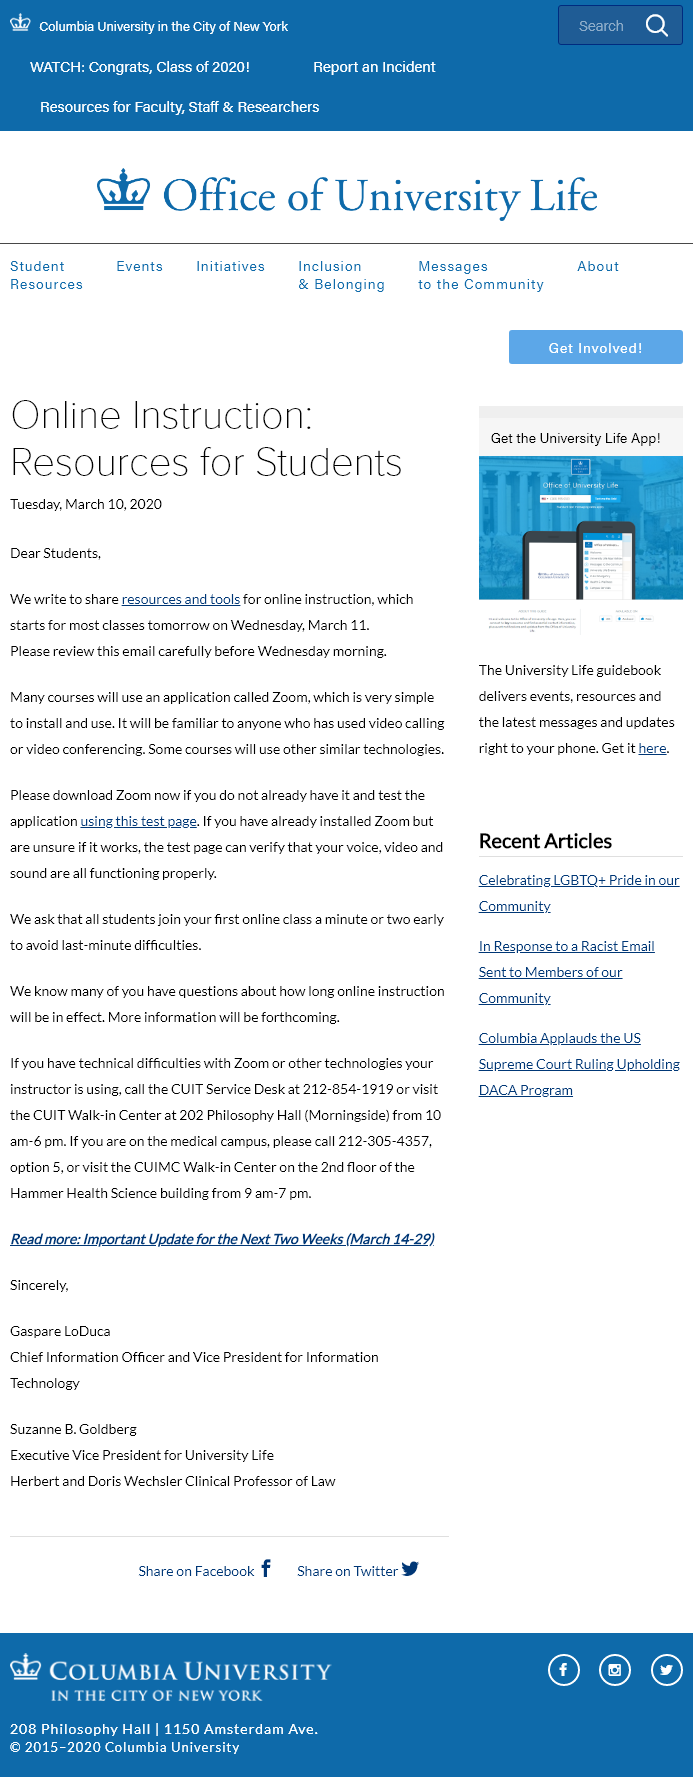 Columbia University in the City of New York
Search
WATCH: Congrats, Class of 2020!
Report an Incident
Resources for Faculty, Staff & Researchers
Office of University Life
Student
Resources
Events
Initiatives
Inclusion
& Belonging
Messages
to the Community
About
Get Involved!
Online Instruction:
Resources for Students
Tuesday, March 10, 2020
Dear Students,
We write to share resources and tools for online instruction, which
starts for most classes tomorrow on Wednesday, March 11.
Please review this email carefully before Wednesday morning.
Many courses will use an application called Zoom, which is very simple
to install and use. It will be familiar to anyone who has used video calling
or video conferencing. Some courses will use other similar technologies.
Please download Zoom now if you do not already have it and test the
application using this test page. If you have already installed Zoom but
are unsure if it works, the test page can verify that your voice, video and
sound are all functioning properly.
We ask that all students join your first online class a minute or two early
to avoid last-minute difficulties.
We know many of you have questions about how long online instruction
will be in effect. More information will be forthcoming.
If you have technical difficulties with Zoom or other technologies your
instructor is using, call the CUIT Service Desk at 212-854-1919 or visit
the CUIT Walk-in Center at 202 Philosophy Hall (Morningside) from 10
am-6 pm. If you are on the medical campus, please call 212-305-4357,
option 5, or visit the CUIMC Walk-in Center on the 2nd floor of the
Hammer Health Science building from 9 am-7 pm.
Read more: Important Update for the Next Two Weeks (March 14-29)
Sincerely,
Gaspare LoDuca
Chief Information Officer and Vice President for Information
Technology
Suzanne B. Goldberg
Executive Vice President for University Life
Herbert and Doris Wechsler Clinical Professor of Law
Share on Facebook
Share on Twitter
Get the University Life App!
Office of University Life
The University Life guidebook
delivers events, resources and
the latest messages and updates
right to your phone. Get it here.
Recent Articles
Celebrating LGBTQ+ Pride in our
Community
In Response to a Racist Email
Sent to Members of our
Community
Columbia Applauds the US
Supreme Court Ruling Upholding
DACA Program
COLUMBIA UNIVERSITY
IN THE CITY OF NEW YORK
208 Philosophy Hall | 1150 Amsterdam Ave.
© 2015–2020 Columbia University